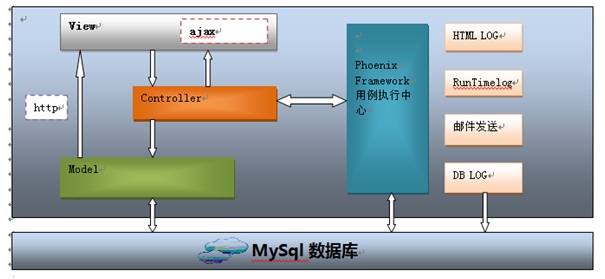 View
ajax
http
Controller
Model
Phoenix
Framework
用例执行中
心
HTML LOG
RunTimelog
邮件发送
DB LOG
MySql 数据库